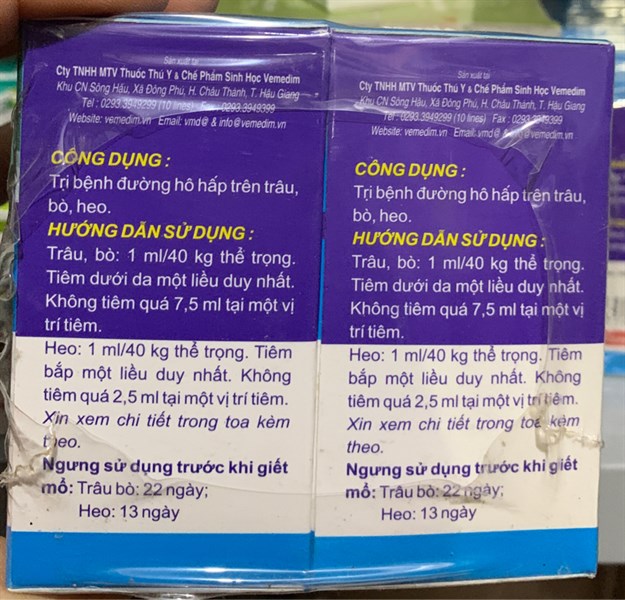 Sản xuất tại
Cty TNHH MTV Thuốc Thú Y & Chế Phẩm Sinh Học Vemedim
Khu CN Sông Hậu, Xã Đông Phú, H. Châu Thành, T. Hậu Giang
Tel : 0293.3949299 (10 lines) Fax : 0293.3949399
Website: vemedim.vn Email: vmd@ & info@vemedim.vn
CÔNG DỤNG :
Trị bệnh đường hô hấp trên trâu,
bò, heo.
HƯỚNG DẪN SỬ DỤNG :
Trâu, bò: 1 ml/40 kg thể trọng.
Tiêm dưới da một liều duy nhất.
Không tiêm quá 7,5 ml tại một vị
trí tiêm.
Heo: 1 ml/40 kg thể trọng. Tiêm
bắp một liều duy nhất. Không
tiêm quá 2,5 ml tại một vị trí tiêm.
Xin xem chi tiết trong toa kèm
theo.
Ngưng sử dụng trước khi giết
mổ: Trâu bò: 22 ngày;
Heo: 13 ngày
Sản xuất tại
Cty TNHH MTV Thuốc Thú Y & Chế Phẩm Sinh Học Vemedim
Khu CN Sông Hậu, Xã Đông Phú, H. Châu Thành, T. Hậu Giang
Tel : 0293.3949299 (10 lines) Fax : 0293.3949399
Website: vemedim.vn Email: vmd@ & info@vemedim.vn
CÔNG DỤNG :
Trị bệnh đường hô hấp trên trâu,
bò, heo.
HƯỚNG DẪN SỬ DỤNG :
Trâu, bò: 1 ml/40 kg thể trọng.
Tiêm dưới da một liều duy nhất.
Không tiêm quá 7,5 ml tại một vị
trí tiêm.
Heo: 1 ml/40 kg thể trọng. Tiêm
bắp một liều duy nhất. Không
tiêm quá 2,5 ml tại một vị trí tiêm.
Xin xem chi tiết trong toa kèm
theo.
Ngưng sử dụng trước khi giết
mổ: Trâu bò: 22 ngày;
Heo: 13 ngày